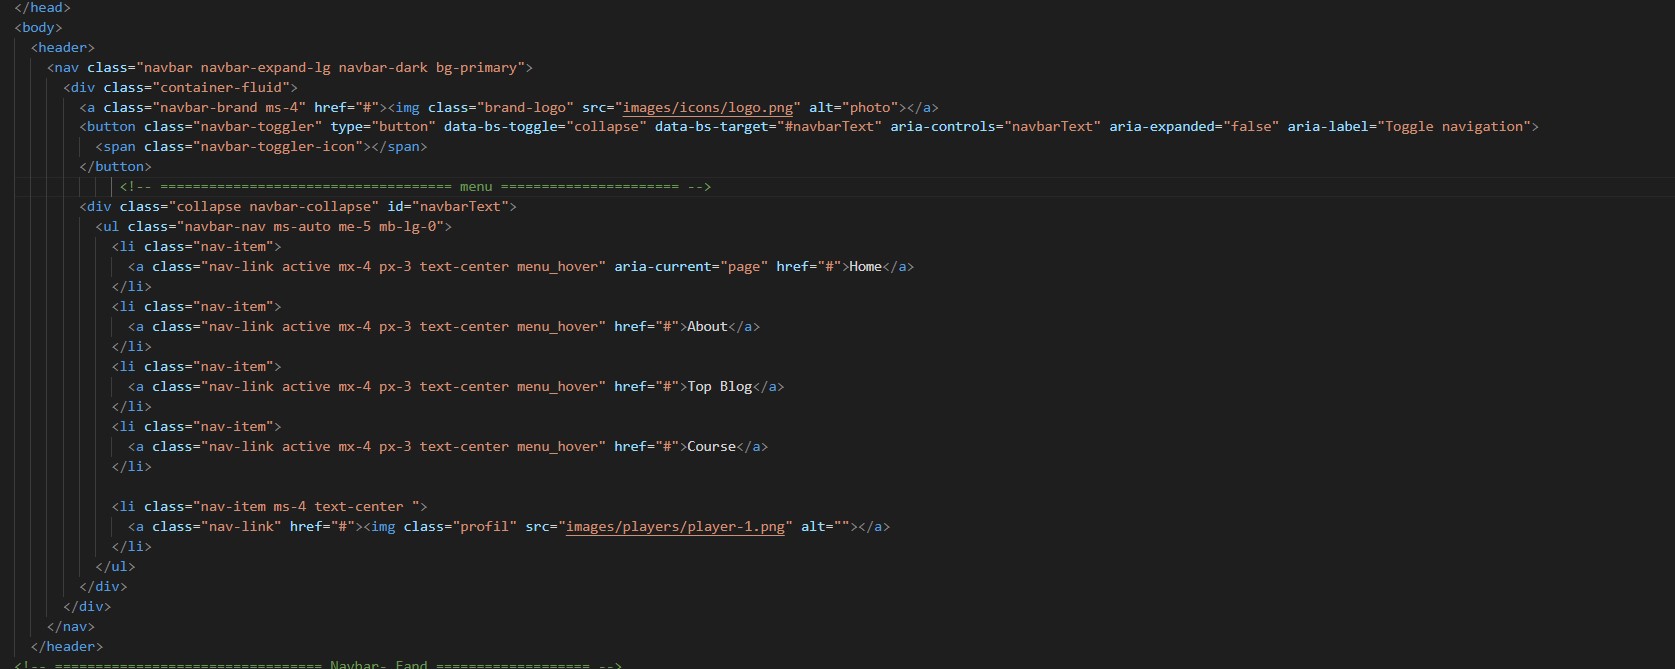 </head>
<body>
<header>
<nav class="navbar navbar-expand-lg navbar-dark bg-primary">
<div class="container-fluid">
<a class="navbar-brand ms-4" href="#"><img class="brand-logo" src="images/icons/logo.png" alt="photo"></a>
<button class="navbar-toggler" type="button" data-bs-toggle="collapse" data-bs-target="#navbarText" aria-controls="navbarText" aria-expanded="false" aria-label="Toggle navigation">
<span class="navbar-toggler-icon"></span>
</button>
<!-- ==================================== menu ====================== -->
<div class="collapse navbar-collapse" id="navbarText">
<ul class="navbar-nav ms-auto me-5 mb-lg-0">
<li class="nav-item">
<a class="nav-link active mx-4 px-3 text-center menu_hover" aria-current="page" href="#">Home</a>
</li>
<li class="nav-item">
<a class="nav-link active mx-4 px-3 text-center menu_hover" href="#">About</a>
</li>
<li class="nav-item">
<a class="nav-link active mx-4 px-3 text-center menu_hover" href="#">Top Blog</a>
</li>
<li class="nav-item">
<a class="nav-link active mx-4 px-3 text-center menu_hover" href="#">Course</a>
</li>
<li class="nav-item ms-4 text-center ">
<a class="nav-link" href="#"><img class="profil" src="images/players/player-1.png" alt=""></a>
</li>
</ul>
</div>
</div>
</nav>
</header>
<!-- ================================= Navbar- Eand =================== -->